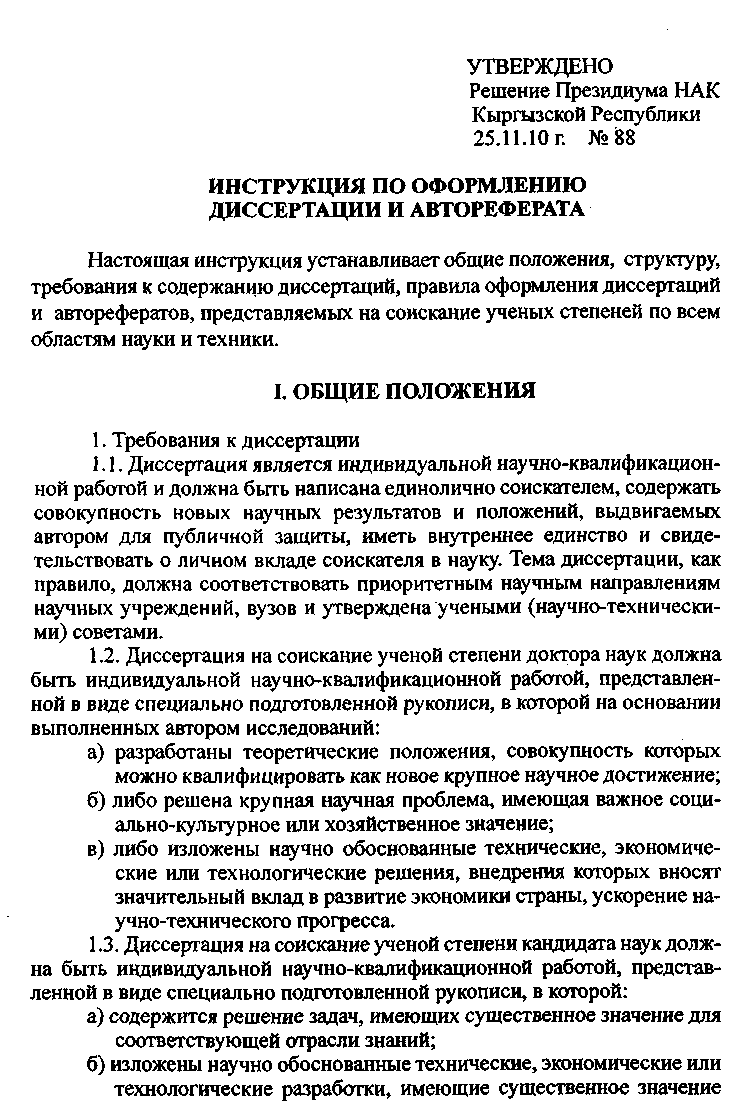 УТВЕРЖДЕНО
Решение Президиума НАК
Кыргызской Республики
25.11.10 г. № 88
ИНСТРУКЦИЯ ПО ОФОРМЛЕНИЮ
ДИССЕРТАЦИИ И АВТОРЕФЕРАТА
Настоящая инструкция устанавливает общие положения, структуру,
требования к содержанию диссертаций, правила оформления диссертаций
и авторефератов, представляемых на соискание ученых степеней по всем
областям науки и техники.
I. ОБЩИЕ ПОЛОЖЕНИЯ
1. Требования к диссертации
1.1. Диссертация является индивидуальной научно-квалификацион-
ной работой и должна быть написана единолично соискателем, содержать
совокупность новых научных результатов и положений, выдвигаемых
автором для публичной защиты, иметь внутреннее единство и свиде-
тельствовать о личном вкладе соискателя в науку. Тема диссертации, как
правило, должна соответствовать приоритетным научным направлениям
научных учреждений, вузов и утверждена учеными (научно-технически-
ми) советами.
1.2. Диссертация на соискание ученой степени доктора наук должна
быть индивидуальной научно-квалификационной работой, представлен-
ной в виде специально подготовленной рукописи, в которой на основании
выполненных автором исследований:
а) разработаны теоретические положения, совокупность которых
можно квалифицировать как новое крупное научное достижение;
б) либо решена крупная научная проблема, имеющая важное соци-
ально-культурное или хозяйственное значение;
в) либо изложены научно обоснованные технические, экономиче-
ские или технологические решения, внедрения которых вносят
значительный вклад в развитие экономики страны, ускорение на-
учно-технического прогресса.
1.3. Диссертация на соискание ученой степени кандидата наук долж-
на быть индивидуальной научно-квалификационной работой, представ-
ленной в виде специально подготовленной рукописи, в которой:
а) содержится решение задач, имеющих существенное значение для
соответствующей отрасли знаний;
б) изложены научно обоснованные технические, экономические или
технологические разработки, имеющие существенное значение